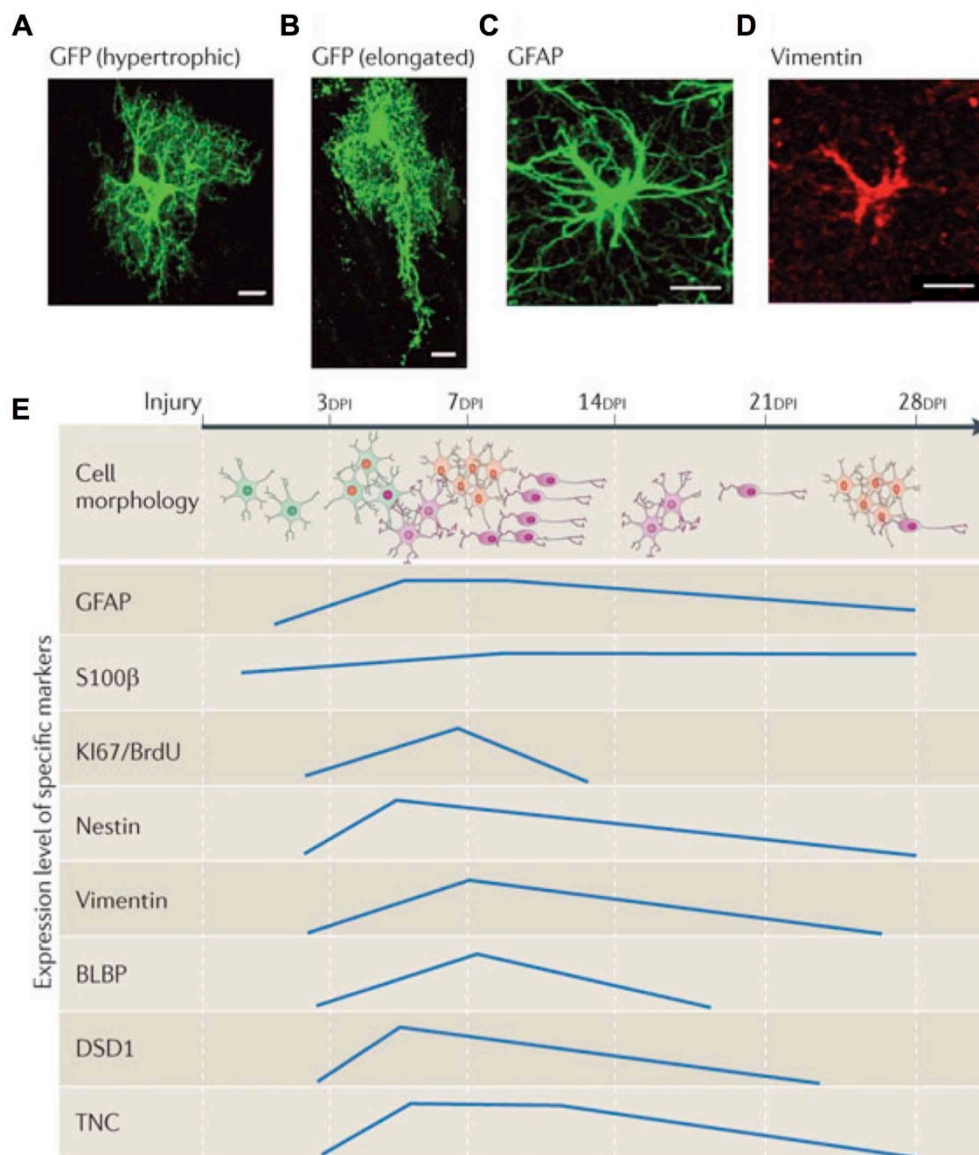 A
GFP (hypertrophic)
B
GFP (elongated)
C
GFAP
D
Vimentin
E
Injury
3DPI
7DPI
14DPI
21DPI
28DPI
Cell
morphology
Expression level of specific markers
GFAP
S100β
KI67/BrdU
Nestin
Vimentin
BLBP
DSD1
TNC